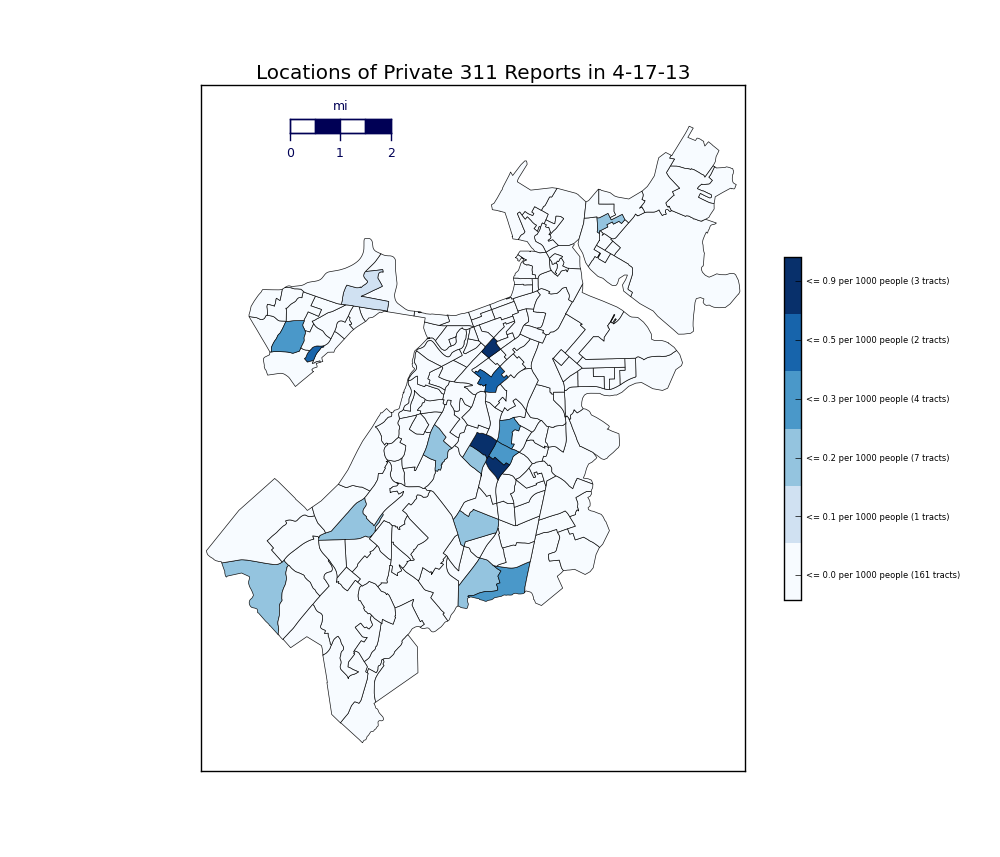 Locations of Private 311 Reports in 4-17-13
mi
0 1 2
<= 0.9 per 1000 people (3 tracts)
<= 0.5 per 1000 people (2 tracts)
<= 0.3 per 1000 people (4 tracts)
<= 0.2 per 1000 people (7 tracts)
<= 0.1 per 1000 people (1 tracts)
<= 0.0 per 1000 people (161 tracts)